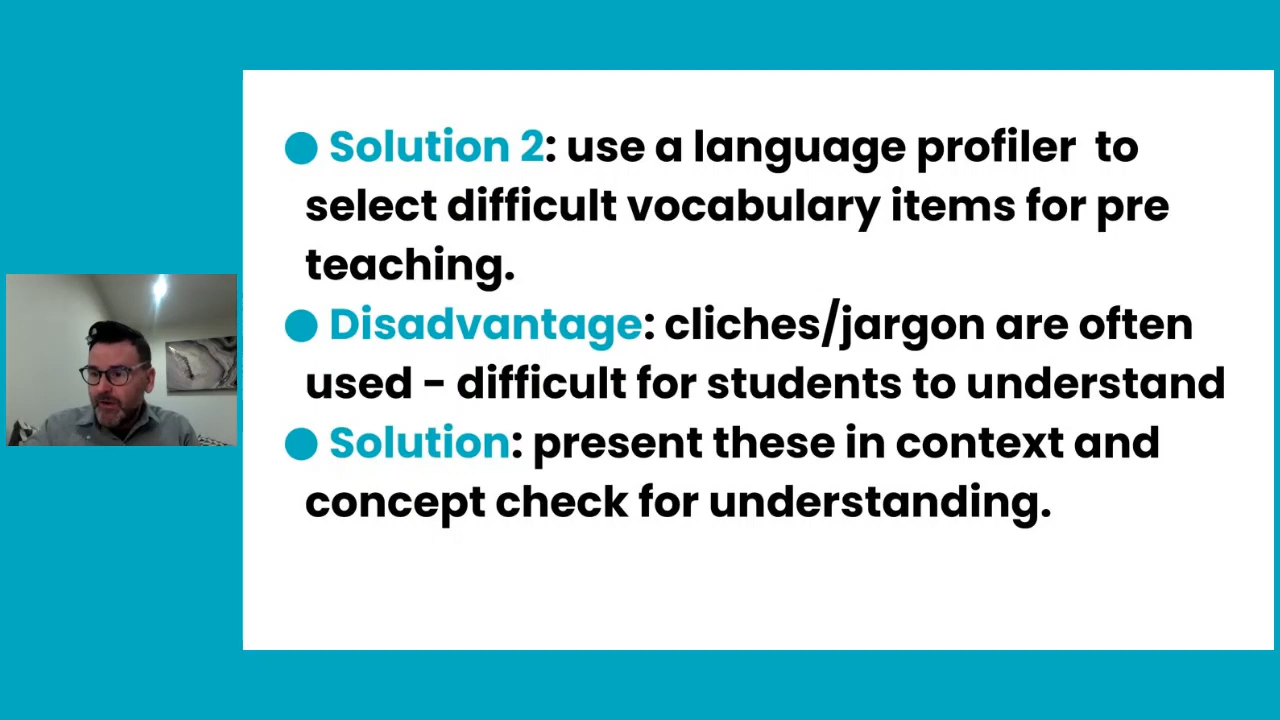 ● Solution 2: use a language profiler  to
select difficult vocabulary items for pre
teaching.
● Disadvantage: cliches/jargon are often
used - difficult for students to understand
● Solution: present these in context and
concept check for understanding.